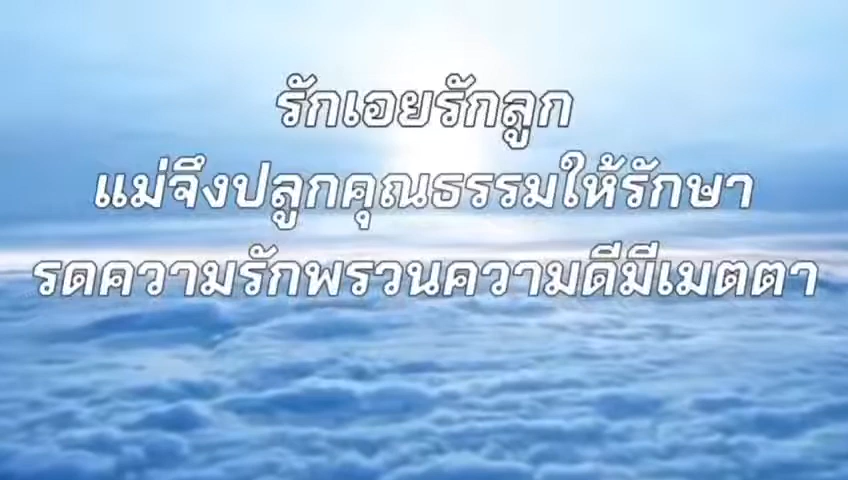 รักเอยรักลูก
แม่จึงปลูกคุณธรรมให้รักษา
รดความรักพรวนความดีมีเมตตา